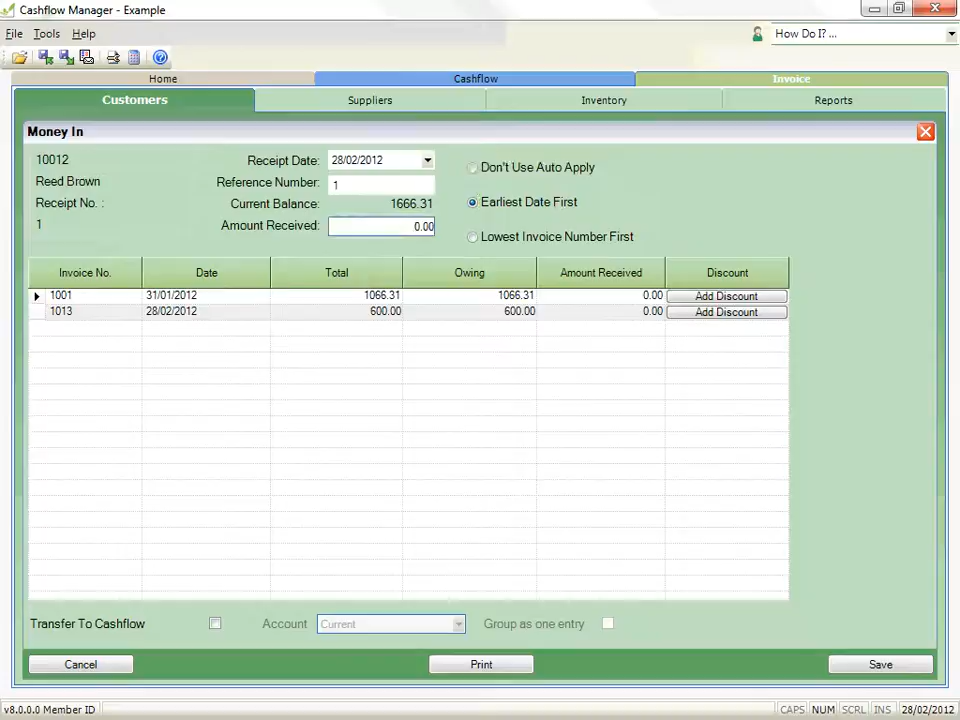 Cashflow Manager - Example
File Tools Help
How Do I? ...
Home Cashflow Invoice
Customers Suppliers Inventory Reports
Money In
10012
Reed Brown
Receipt No. :
1
Receipt Date: 28/02/2012
Reference Number: 1
Current Balance: 1666.31
Amount Received: 0.00
Don't Use Auto Apply
Earliest Date First
Lowest Invoice Number First
Invoice No. Date Total Owing Amount Received Discount
1001 31/01/2012 1066.31 1066.31 0.00 Add Discount
1013 28/02/2012 600.00 600.00 0.00 Add Discount
Transfer To Cashflow Account Current Group as one entry
Cancel Print Save
v8.0.0.0 Member ID CAPS NUM SCRL INS 28/02/2012